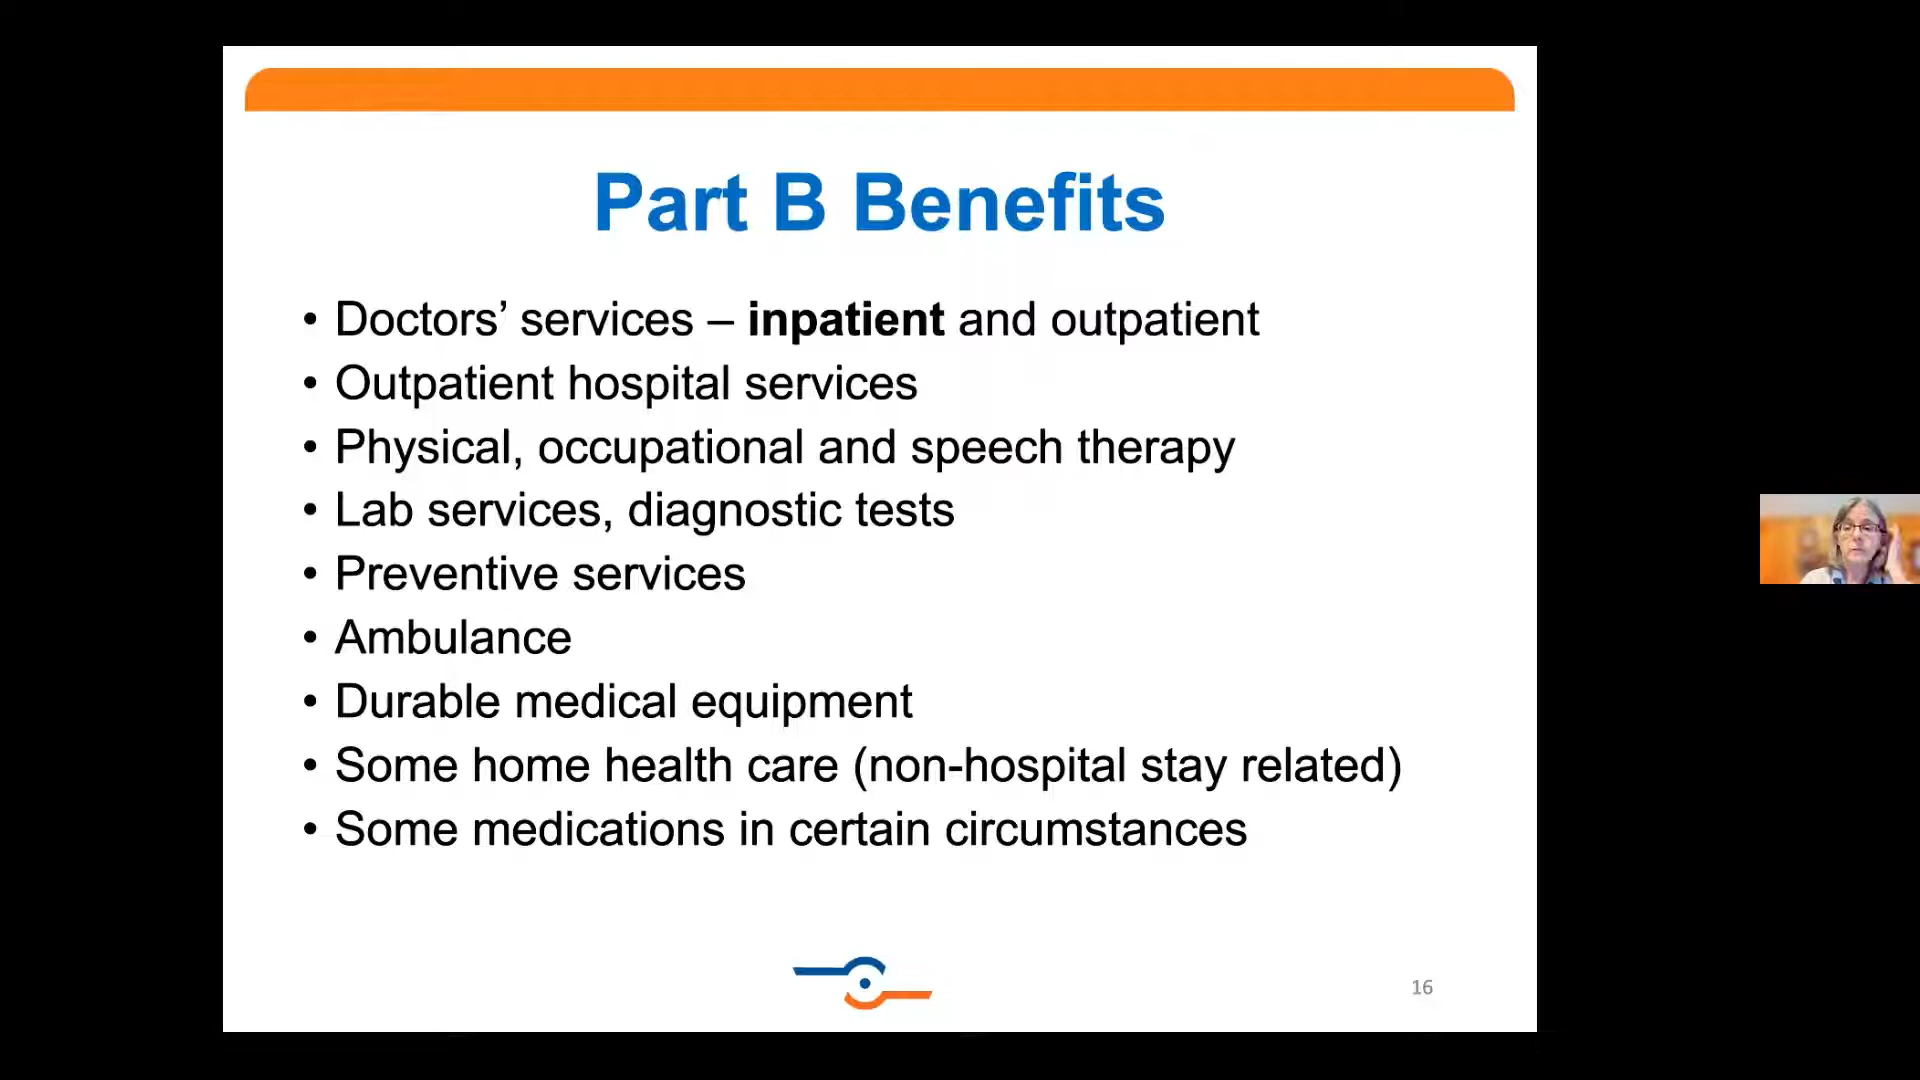 Part B Benefits
• Doctors’ services – inpatient and outpatient
• Outpatient hospital services
• Physical, occupational and speech therapy
• Lab services, diagnostic tests
• Preventive services
• Ambulance
• Durable medical equipment
• Some home health care (non-hospital stay related)
• Some medications in certain circumstances
16